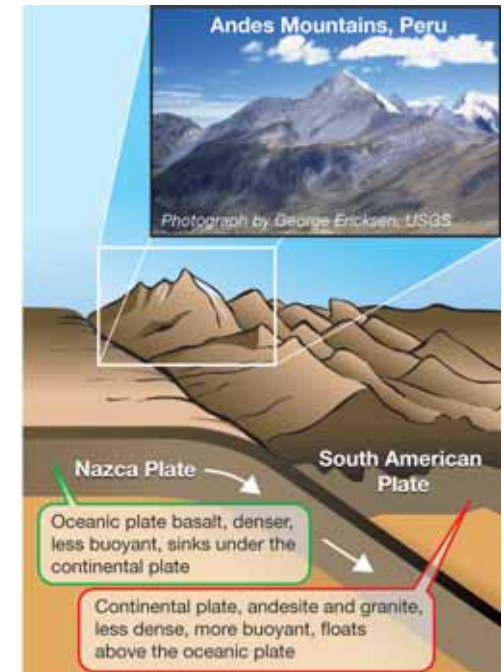 Andes Mountains, Peru
Photograph by George Ericksen, USGS
Nazca Plate
South American
Plate
Oceanic plate basalt, denser,
less buoyant, sinks under the
continental plate
Continental plate, andesite and granite,
less dense, more buoyant, floats
above the oceanic plate